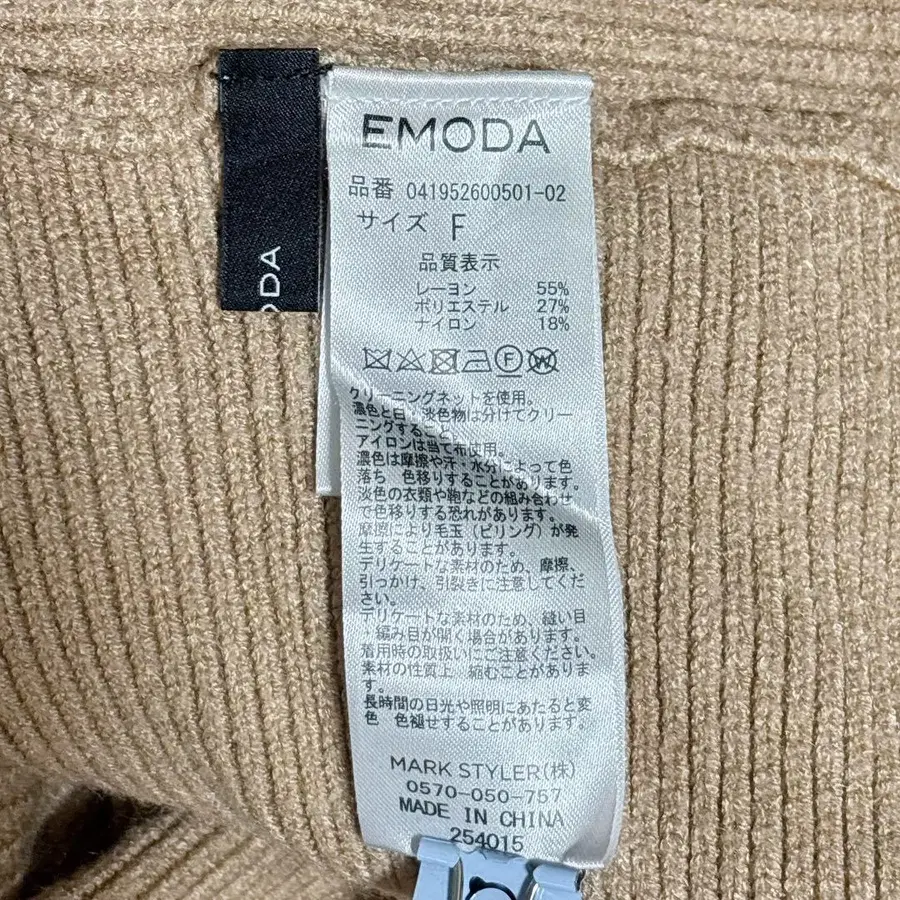 ODA
EMODA
品番 041952600501-02
サイズ F
品質表示
レーヨン 55%
ポリエステル 27%
ナイロン 18%
F W
クリーニングネットを使用。
濃色と白・淡色物は分けてクリー
ニングすること。
アイロンは当て布使用。
濃色は摩擦や汗・水分によって色
落ち 色移りすることがあります。
淡色の衣類や鞄などの組み合わせ
で色移りする恐れがあります。
摩擦により毛玉（ピリング）が発
生することがあります。
デリケートな素材のため、摩擦、
引っかけ、引裂きに注意してくだ
さい。
デリケートな素材のため、縫い目
・編み目が開く場合があります。
着用時の取扱いにご注意ください。
素材の性質上 縮むことがありま
す。
長時間の日光や照明にあたると変
色 色褪せすることがあります。
MARK STYLER(株)
0570-050-757
MADE IN CHINA
254015